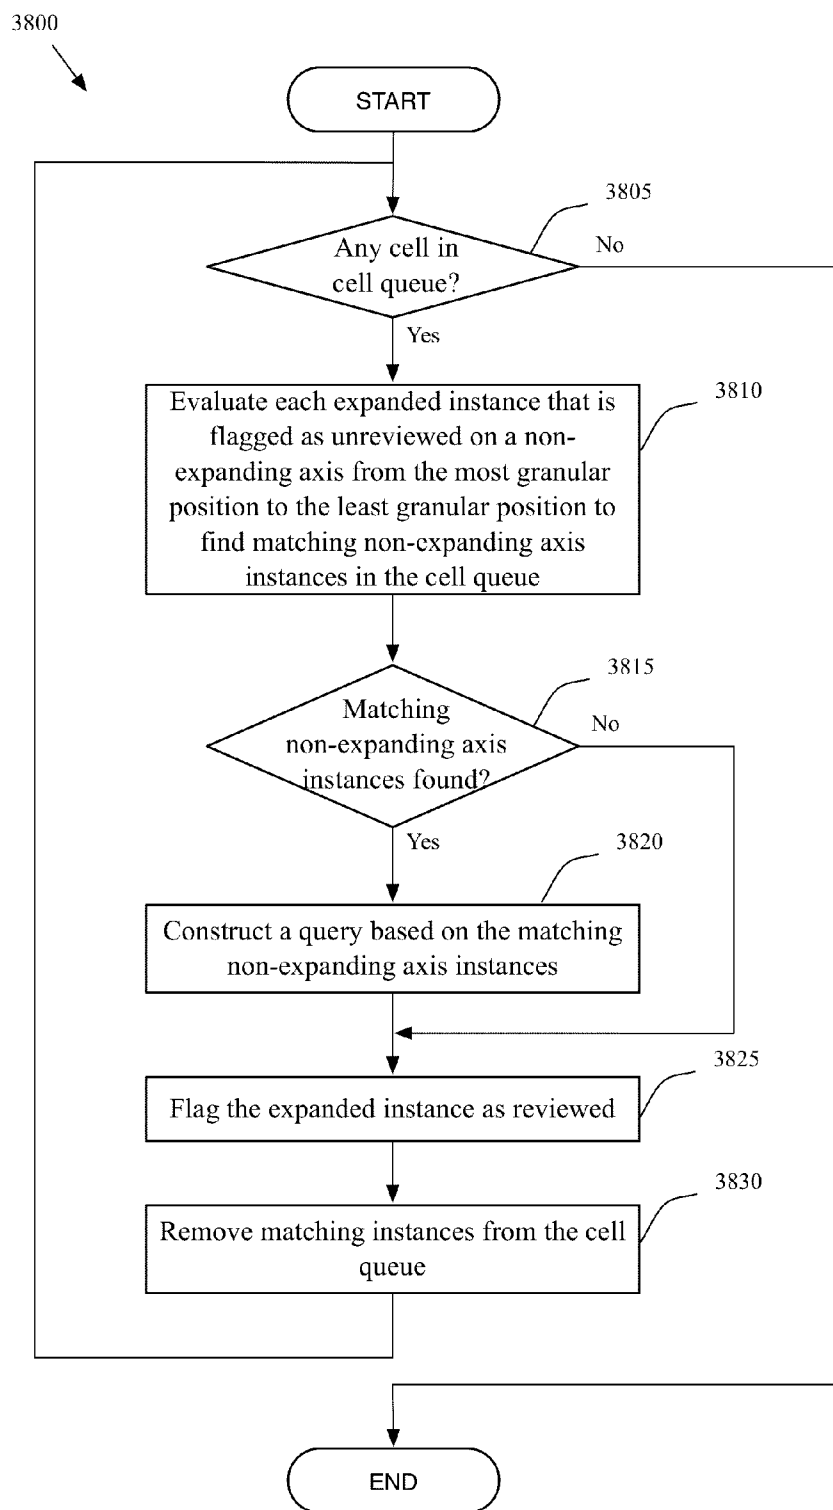 3800
START
3805
Any cell in
cell queue?
No
Yes
3810
Evaluate each expanded instance that is
flagged as unreviewed on a non-
expanding axis from the most granular
position to the least granular position to
find matching non-expanding axis
instances in the cell queue
3815
Matching
non-expanding axis
instances found?
No
Yes
3820
Construct a query based on the matching
non-expanding axis instances
3825
Flag the expanded instance as reviewed
3830
Remove matching instances from the cell
queue
END